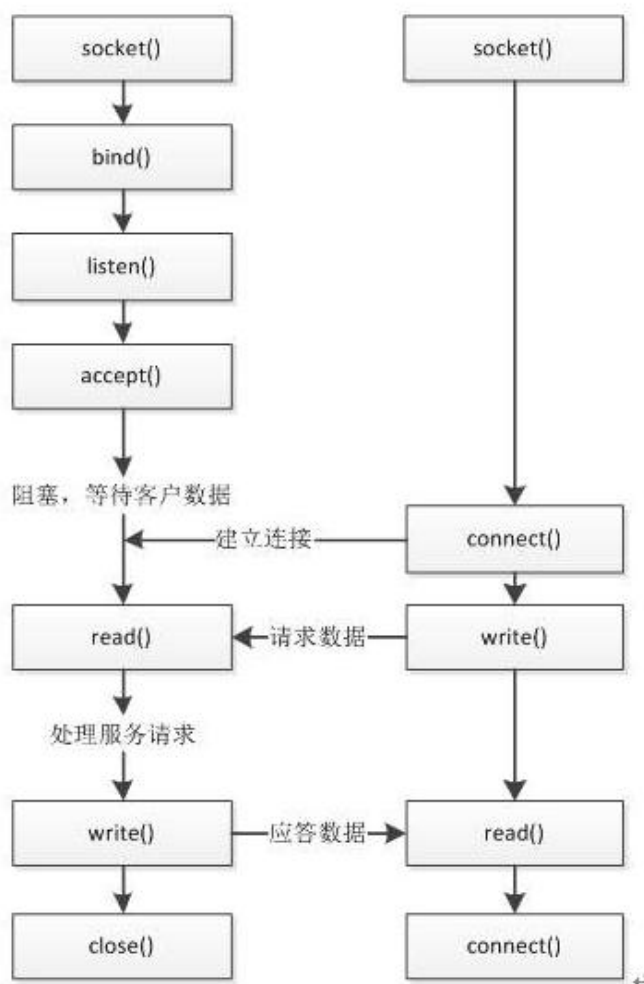 socket()
socket()
bind()
listen()
accept()
阻塞，等待客户数据
建立连接
connect()
read()
请求数据
write()
处理服务请求
write()
应答数据
read()
close()
connect()